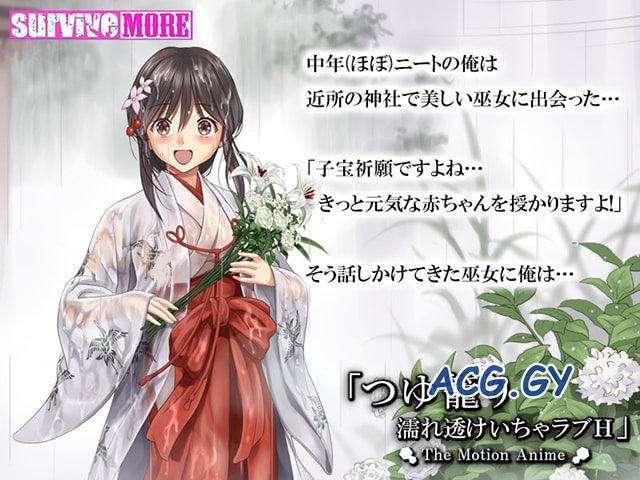 survive MORE
中年(ほぼ)ニートの俺は
近所の神社で美しい巫女に出会った…
「子宝祈願ですよね…
きっと元気な赤ちゃんを授かりますよ!」
そう話しかけてきた巫女に俺は…
「つゆ籠り
ACG.GY
濡れ透けいちゃラブH」
The Motion Anime